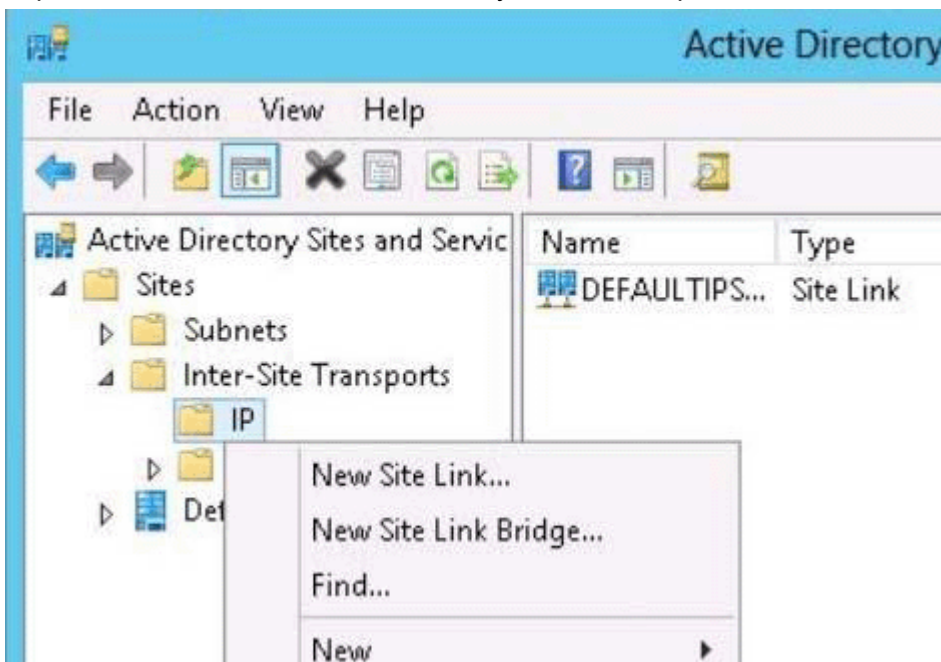 Active Directory
File Action View Help
Active Directory Sites and Servic
Name Type
Sites
DEFAULTIPS... Site Link
Subnets
Inter-Site Transports
IP
New Site Link...
Def
New Site Link Bridge...
Find...
New